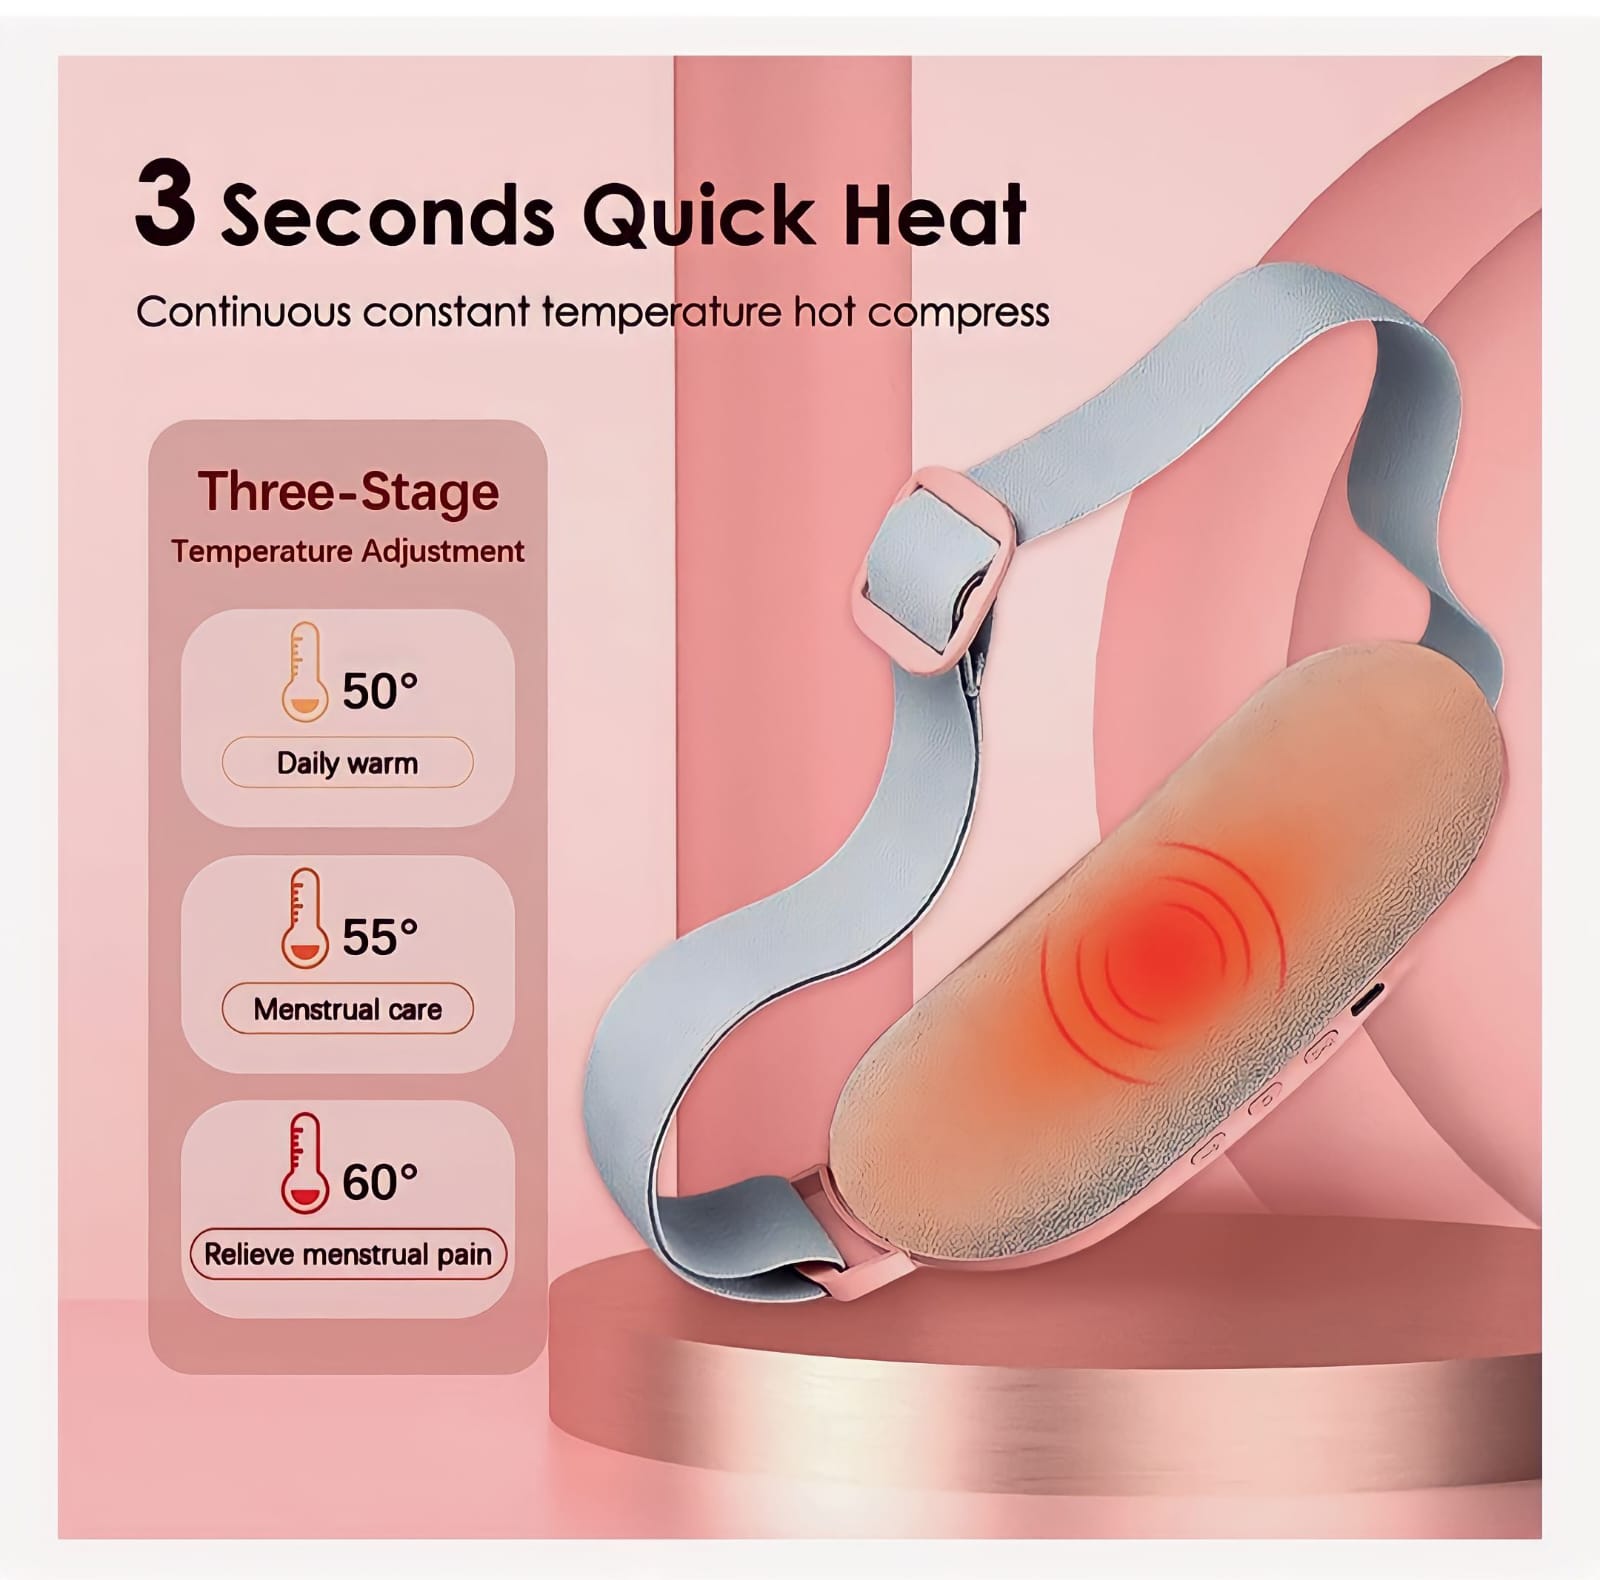 3 Seconds Quick Heat
Continuous constant temperature hot compress
Three-Stage
Temperature Adjustment
50°
Daily warm
55°
Menstrual care
60°
Relieve menstrual pain